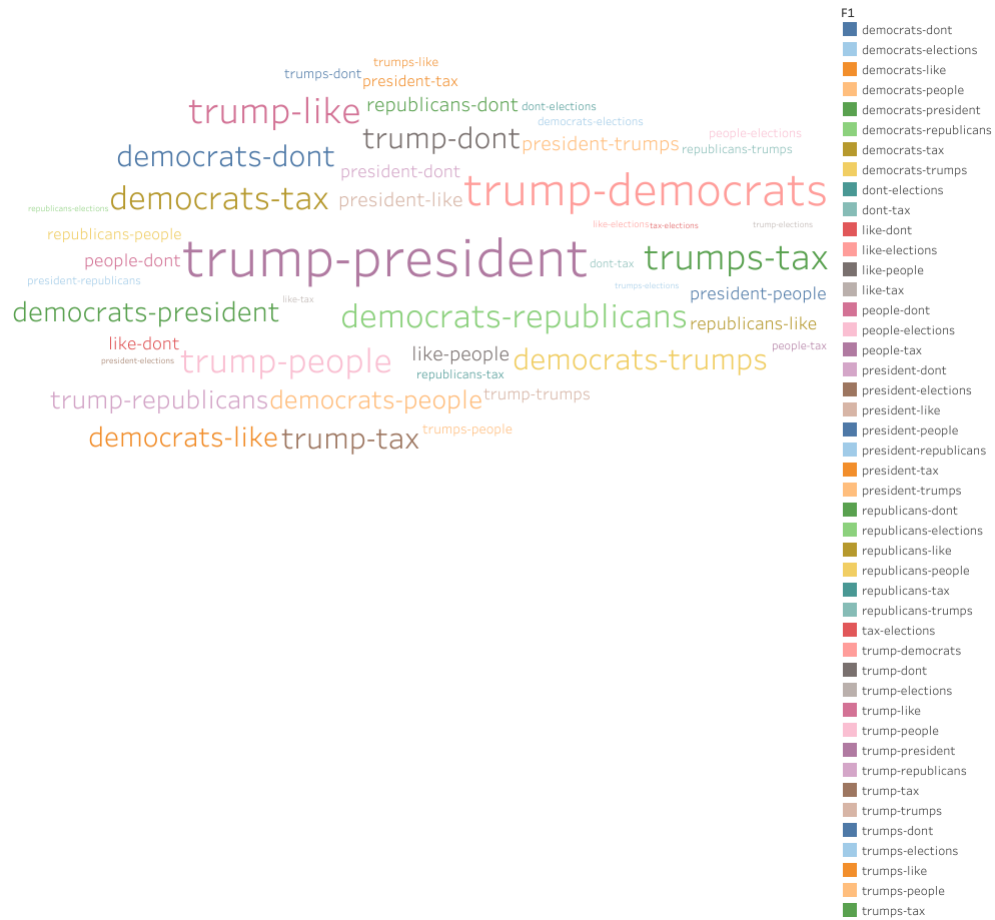 trumps-like
trumps-dont president-tax
trump-like republicans-dont dont-elections
democrats-elections
trump-dont president-trumps people-elections
republicans-trumps
democrats-dont
president-dont
democrats-tax president-like trump-democrats
republicans-elections
like-elections tax-elections trump-elections
republicans-people
people-dont trump-president dont-tax trumps-tax
president-republicans trumps-elections
president-people
democrats-president like-tax democrats-republicans republicans-like
like-dont people-tax
president-elections trump-people like-people democrats-trumps
republicans-tax
trump-republicans democrats-people trump-trumps
democrats-like trump-tax trumps-people
F1
democrats-dont
democrats-elections
democrats-like
democrats-people
democrats-president
democrats-republicans
democrats-tax
democrats-trumps
dont-elections
dont-tax
like-dont
like-elections
like-people
like-tax
people-dont
people-elections
people-tax
president-dont
president-elections
president-like
president-people
president-republicans
president-tax
president-trumps
republicans-dont
republicans-elections
republicans-like
republicans-people
republicans-tax
republicans-trumps
tax-elections
trump-democrats
trump-dont
trump-elections
trump-like
trump-people
trump-president
trump-republicans
trump-tax
trump-trumps
trumps-dont
trumps-elections
trumps-like
trumps-people
trumps-tax